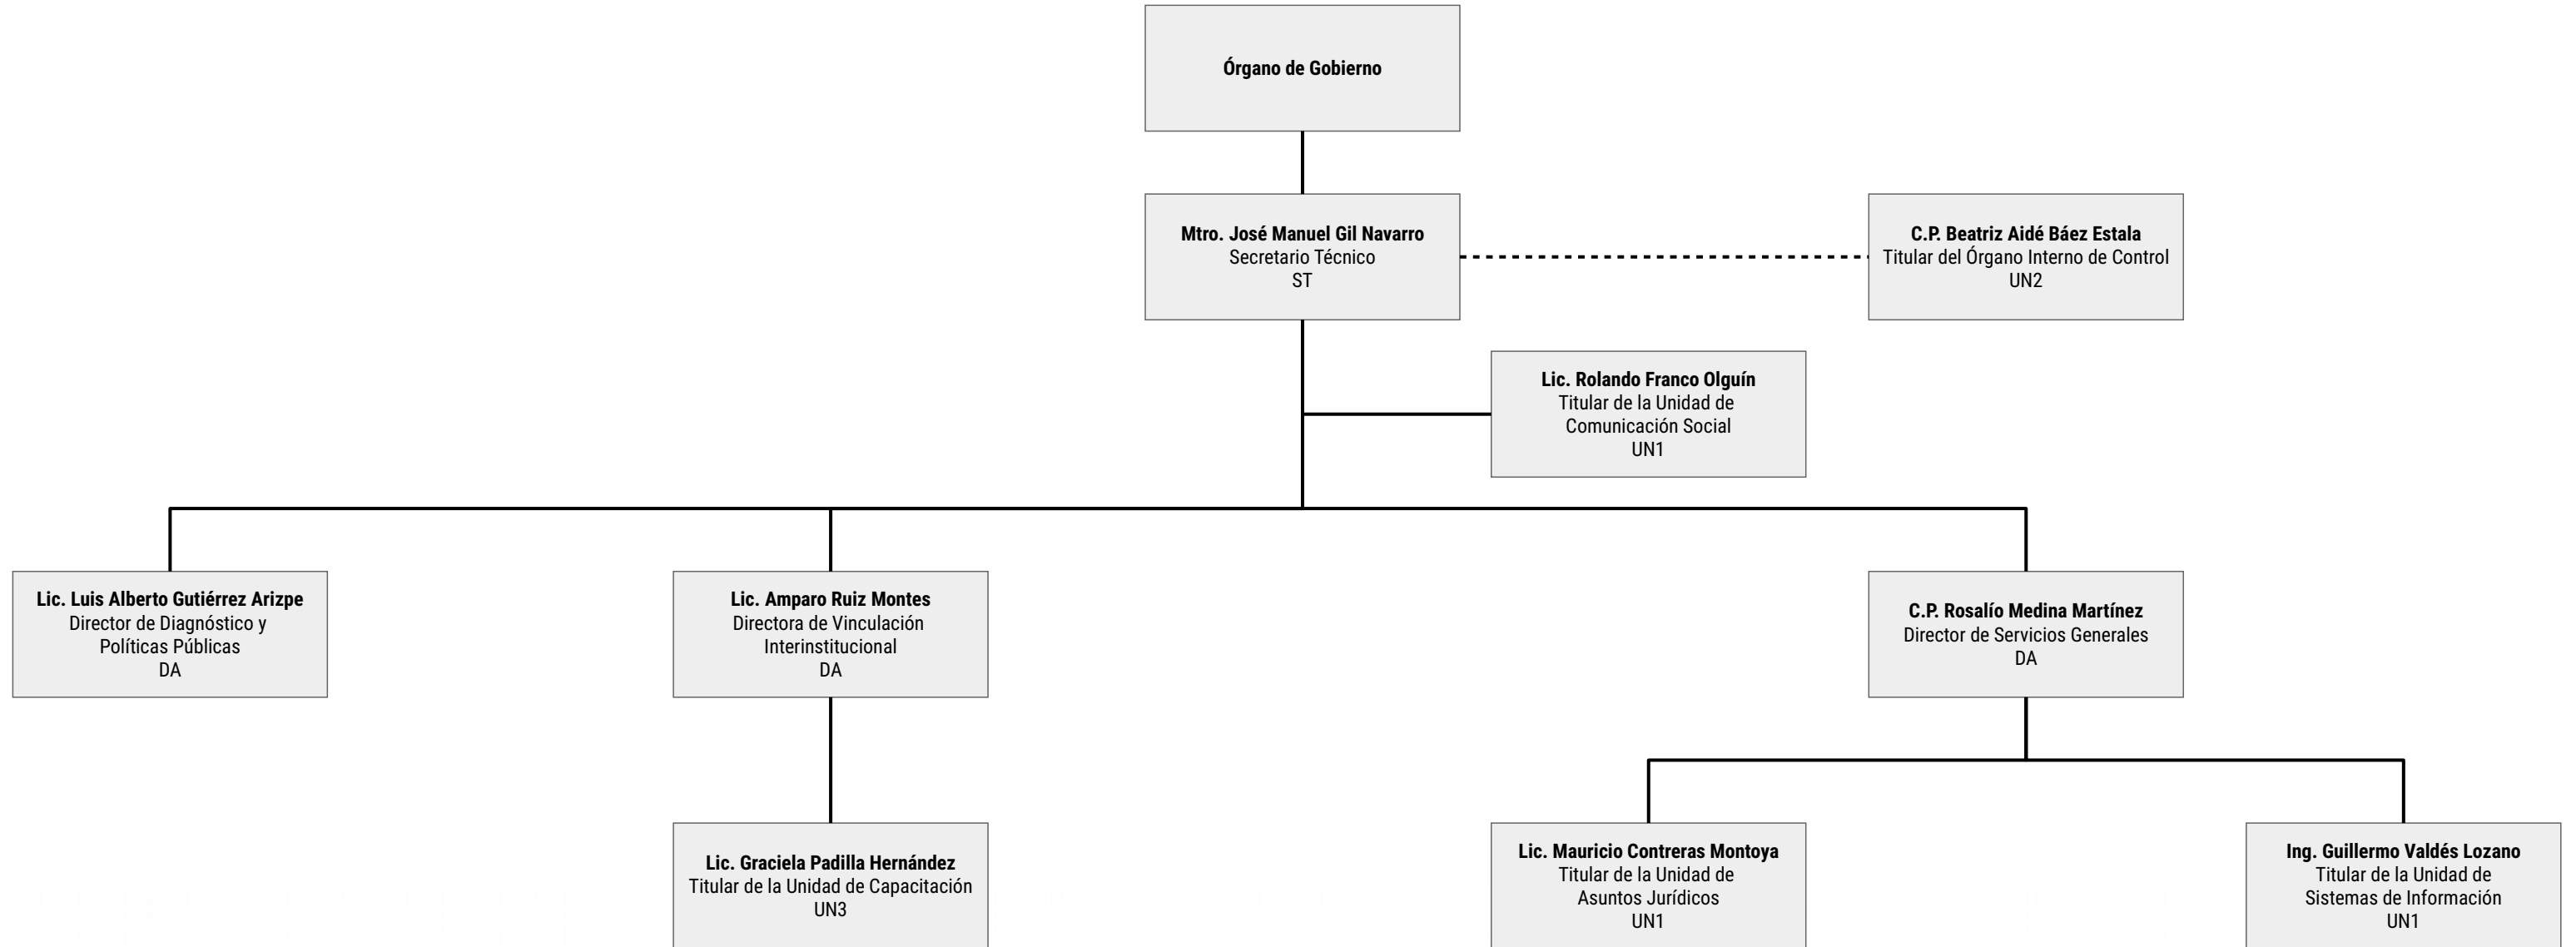 Órgano de Gobierno
Mtro. José Manuel Gil Navarro
Secretario Técnico
ST
C.P. Beatriz Aidé Báez Estala
Titular del Órgano Interno de Control
UN2
Lic. Rolando Franco Olguín
Titular de la Unidad de
Comunicación Social
UN1
Lic. Luis Alberto Gutiérrez Arizpe
Director de Diagnóstico y
Políticas Públicas
DA
Lic. Amparo Ruiz Montes
Directora de Vinculación
Interinstitucional
DA
C.P. Rosalío Medina Martínez
Director de Servicios Generales
DA
Lic. Graciela Padilla Hernández
Titular de la Unidad de Capacitación
UN3
Lic. Mauricio Contreras Montoya
Titular de la Unidad de
Asuntos Jurídicos
UN1
Ing. Guillermo Valdés Lozano
Titular de la Unidad de
Sistemas de Información
UN1